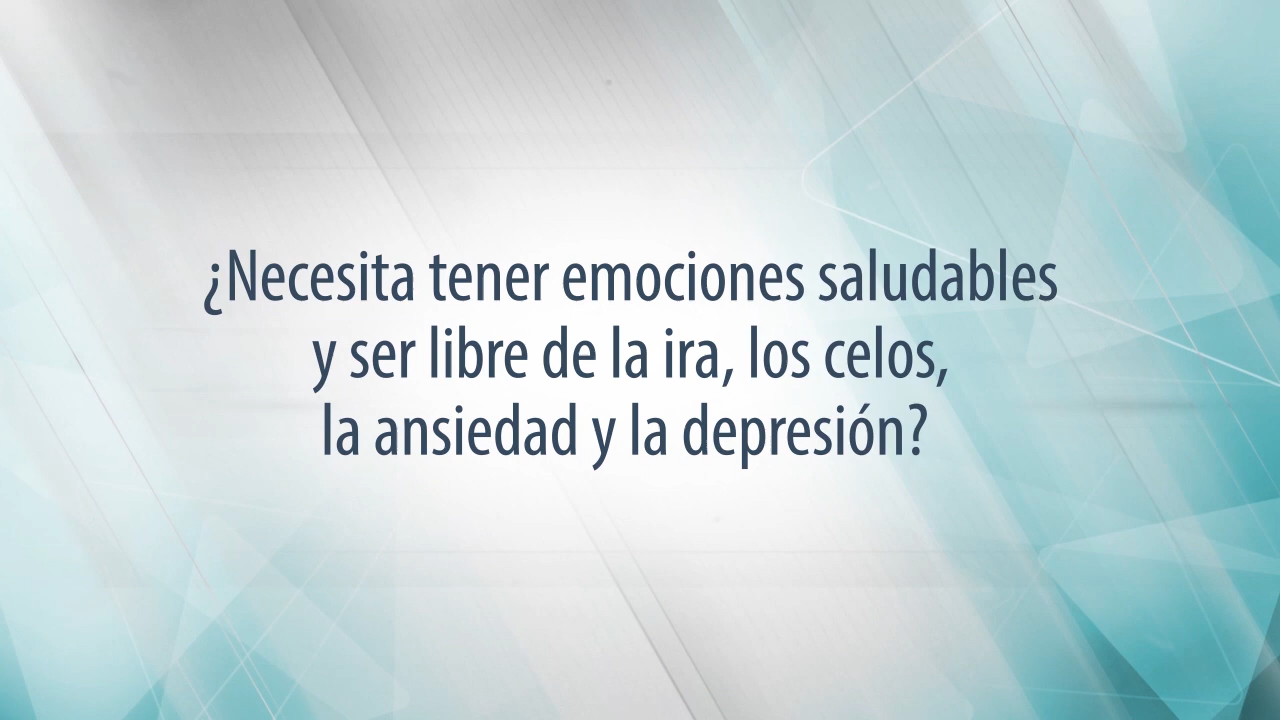 ¿Necesita tener emociones saludables
y ser libre de la ira, los celos,
la ansiedad y la depresión?